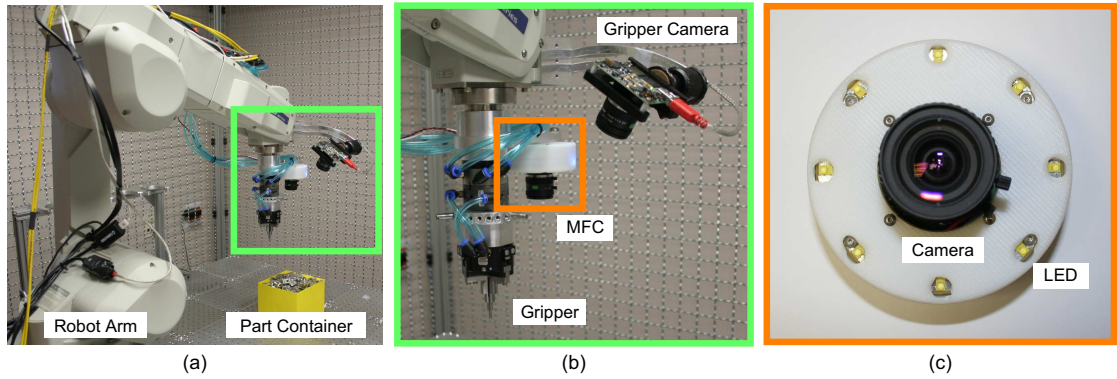 Gripper Camera
MFC
Camera
LED
Robot Arm
Part Container
Gripper
(a)
(b)
(c)